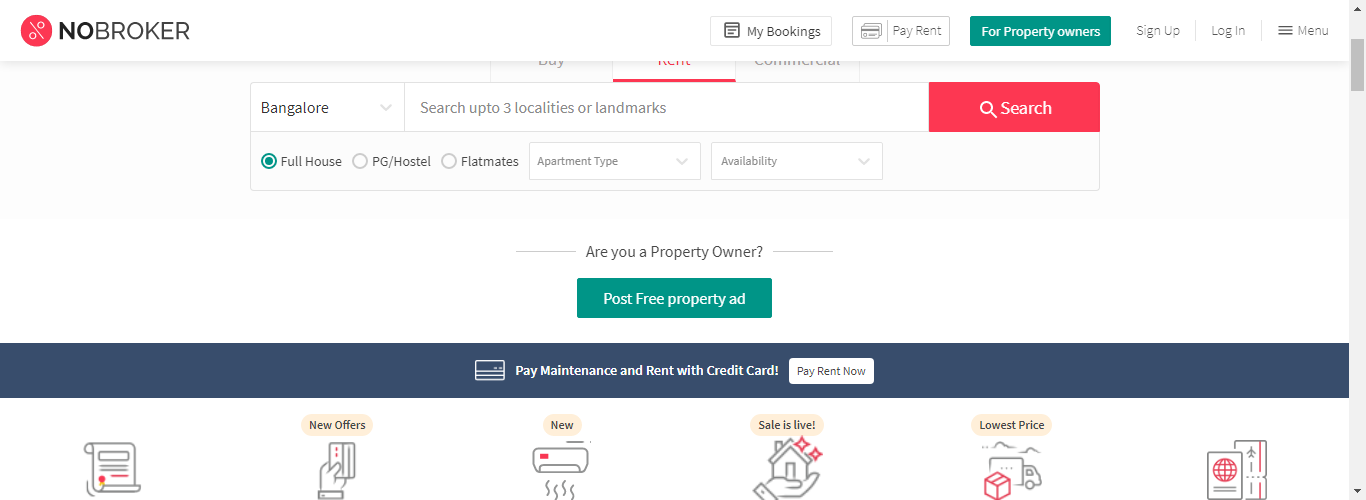 NOBROKER
My Bookings
Pay Rent
For Property owners
Sign Up
Log In
Menu
Buy
Rent
Commercial
Bangalore
Search upto 3 localities or landmarks
Search
Full House
PG/Hostel
Flatmates
Apartment Type
Availability
Are you a Property Owner?
Post Free property ad
Pay Maintenance and Rent with Credit Card!
Pay Rent Now
New Offers
New
Sale is live!
Lowest Price